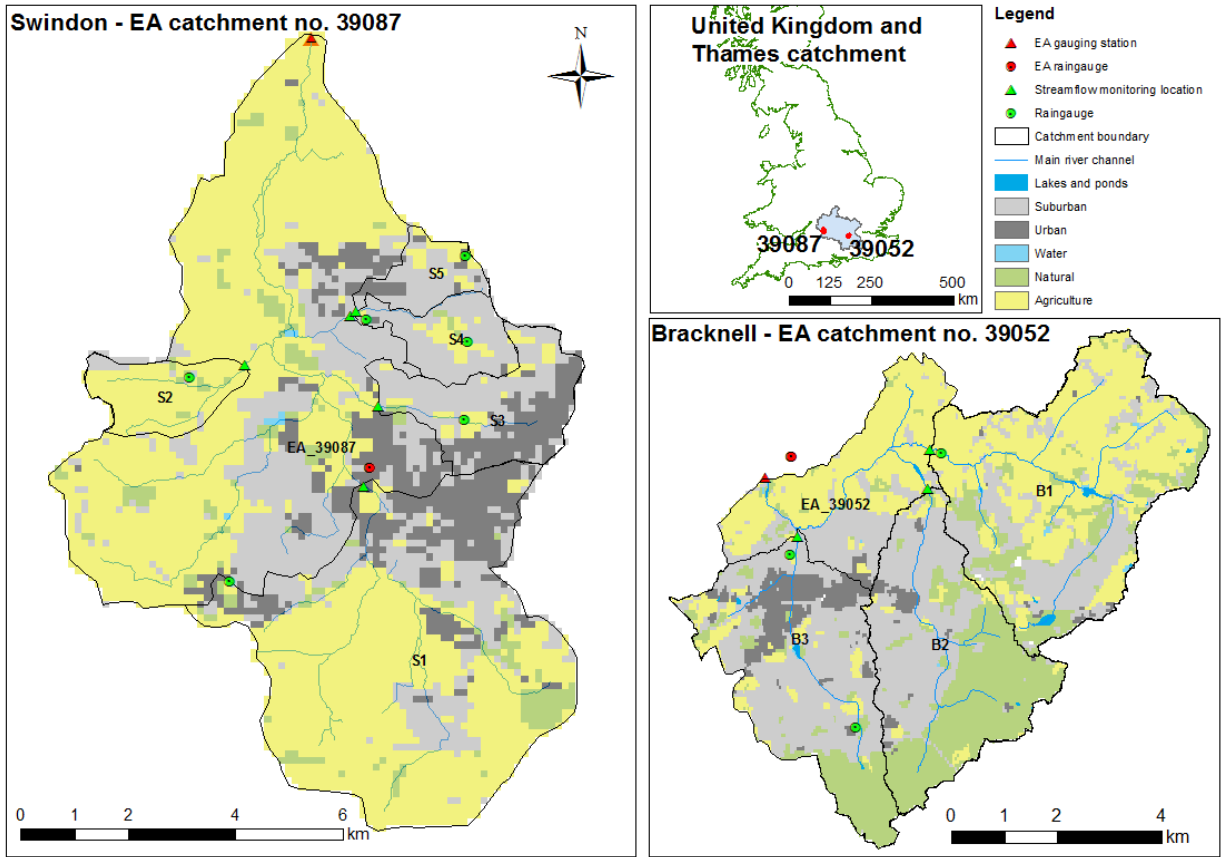 Swindon - EA catchment no. 39087
N
S5
S4
S2
S3
EA_39087
S1
0 2 4 6
km
United Kingdom and
Thames catchment
39087
39052
0 125 250 500
km
Legend
EA gauging station
EA raingauge
Streamflow monitoring location
Raingauge
Catchment boundary
Main river channel
Lakes and ponds
Suburban
Urban
Water
Natural
Agriculture
Bracknell - EA catchment no. 39052
B1
EA_39052
B3
B2
0 2 4
km